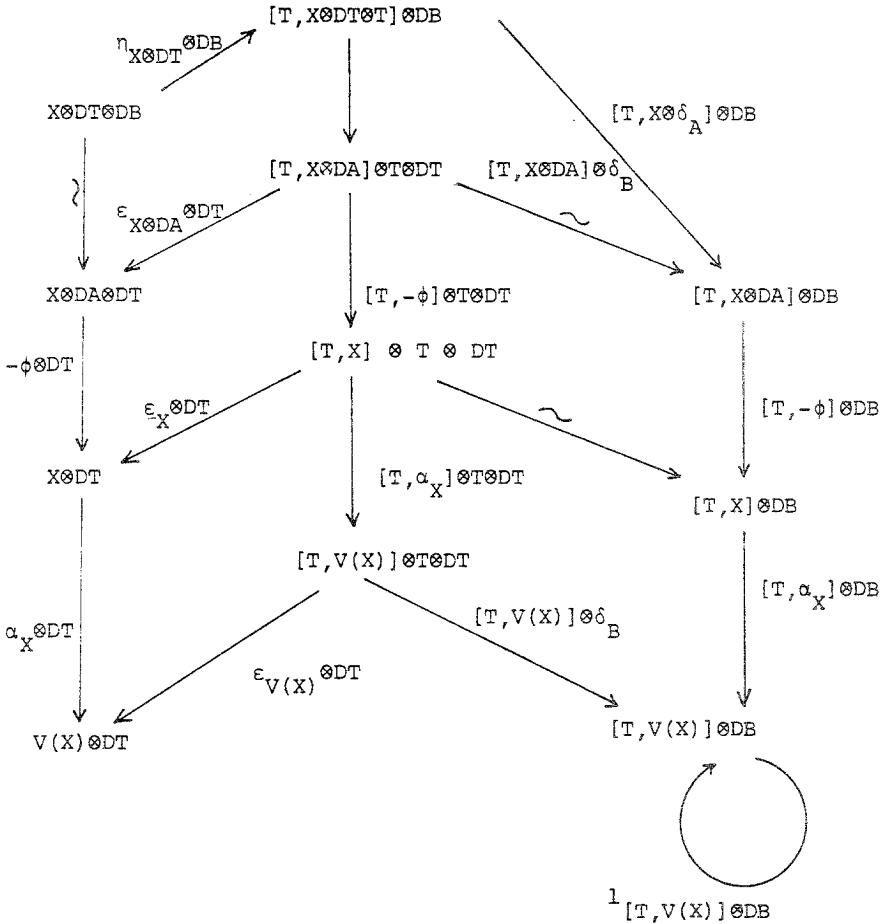 [T,X⊗DT⊗T]⊗DB
η_{X⊗DT}⊗DB
X⊗DT⊗DB
[T,X⊗δ_A]⊗DB
[T,X⊗DA]⊗T⊗DT
[T,X⊗DA]⊗δ_B
~
~
ε_{X⊗DA}⊗DT
X⊗DA⊗DT
[T,-φ]⊗T⊗DT
[T,X⊗DA]⊗DB
[T,X] ⊗ T ⊗ DT
-φ⊗DT
ε_X⊗DT
~
[T,-φ]⊗DB
X⊗DT
[T,α_X]⊗T⊗DT
[T,X]⊗DB
[T,V(X)]⊗T⊗DT
[T,α_X]⊗DB
α_X⊗DT
[T,V(X)]⊗δ_B
ε_{V(X)}⊗DT
V(X)⊗DT
[T,V(X)]⊗DB
1_{[T,V(X)]⊗DB}